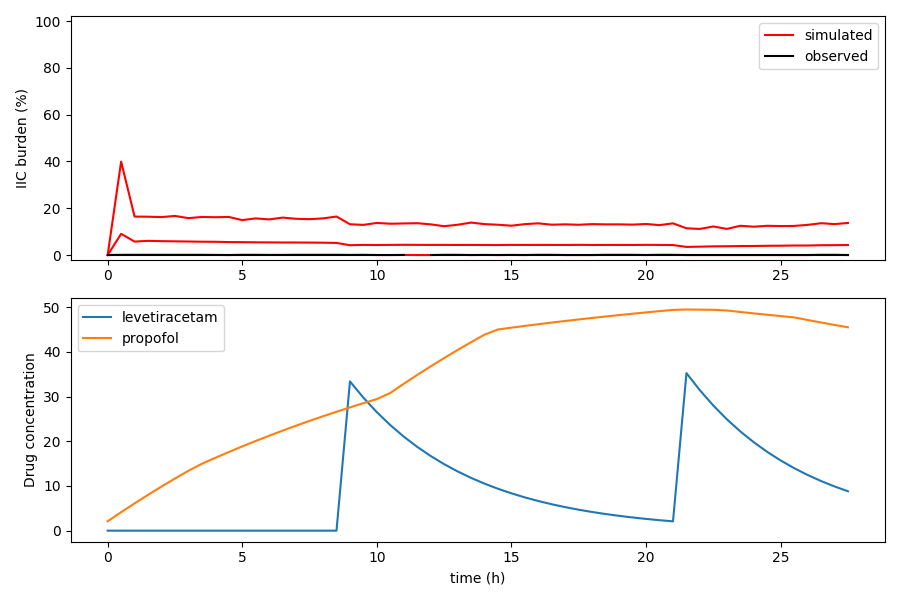 100
80
60
40
20
0
IIC burden (%)
simulated
observed
0 5 10 15 20 25
50
40
30
20
10
0
Drug concentration
levetiracetam
propofol
0 5 10 15 20 25
time (h)